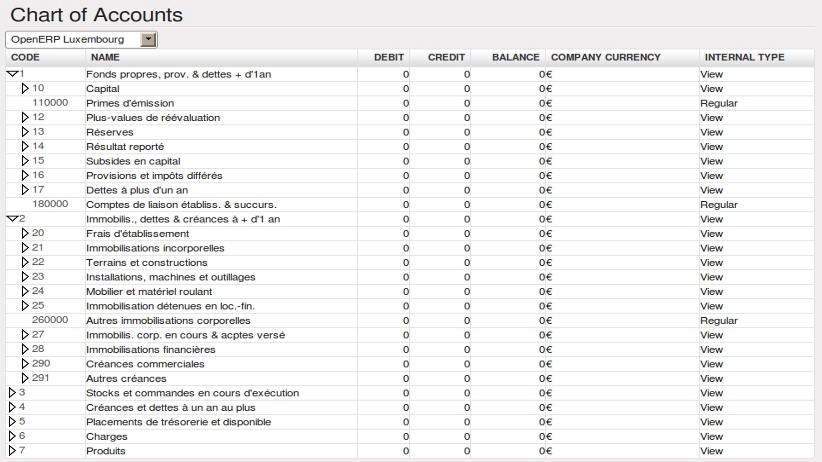 Chart of Accounts
OpenERP Luxembourg
CODE NAME DEBIT CREDIT BALANCE COMPANY CURRENCY INTERNAL TYPE
1 Fonds propres, prov. & dettes + d'1an 0 0 0 € View
10 Capital 0 0 0 € View
110000 Primes d'émission 0 0 0 € Regular
12 Plus-values de réévaluation 0 0 0 € View
13 Réserves 0 0 0 € View
14 Résultat reporté 0 0 0 € View
15 Subsides en capital 0 0 0 € View
16 Provisions et impôts différés 0 0 0 € View
17 Dettes à plus d'un an 0 0 0 € View
180000 Comptes de liaison établiss. & succurs. 0 0 0 € Regular
2 Immobilis., dettes & créances à + d'1 an 0 0 0 € View
20 Frais d'établissement 0 0 0 € View
21 Immobilisations incorporelles 0 0 0 € View
22 Terrains et constructions 0 0 0 € View
23 Installations, machines et outillages 0 0 0 € View
24 Mobilier et matériel roulant 0 0 0 € View
25 Immobilisation détenues en loc.-fin. 0 0 0 € View
260000 Autres immobilisations corporelles 0 0 0 € Regular
27 Immobilis. corp. en cours & acptes versé 0 0 0 € View
28 Immobilisations financières 0 0 0 € View
290 Créances commerciales 0 0 0 € View
291 Autres créances 0 0 0 € View
3 Stocks et commandes en cours d'exécution 0 0 0 € View
4 Créances et dettes à un an au plus 0 0 0 € View
5 Placements de trésorerie et disponible 0 0 0 € View
6 Charges 0 0 0 € View
7 Produits 0 0 0 € View